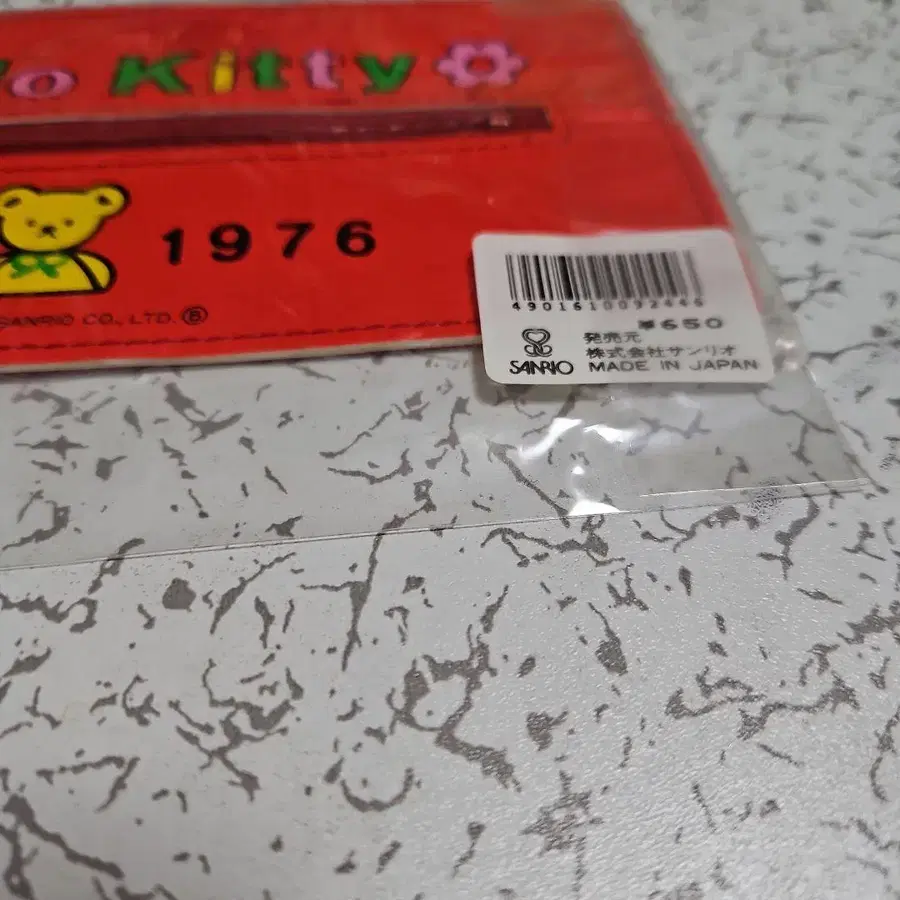 o Kitty
1976
SANRIO CO., LTD. Ⓑ
4901610092446
¥650
発売元
SANRIO
株式会社サンリオ
MADE IN JAPAN